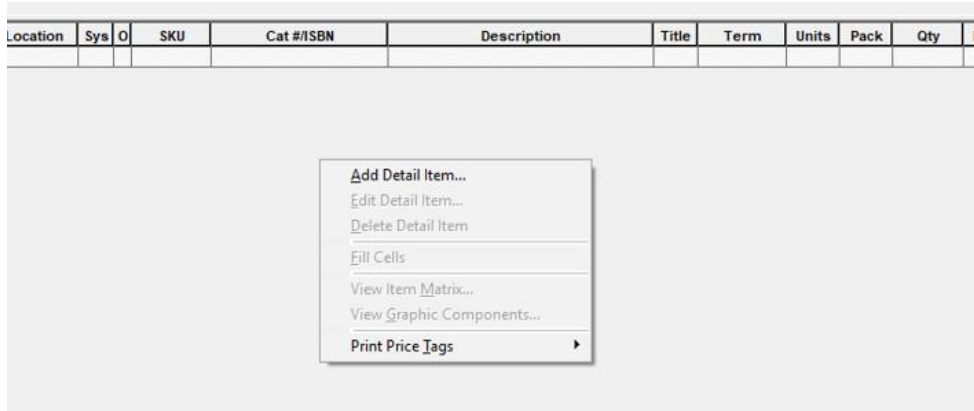 Location Sys O SKU Cat #/ISBN Description Title Term Units Pack Qty
Add Detail Item...
Edit Detail Item...
Delete Detail Item
Fill Cells
View Item Matrix...
View Graphic Components...
Print Price Tags